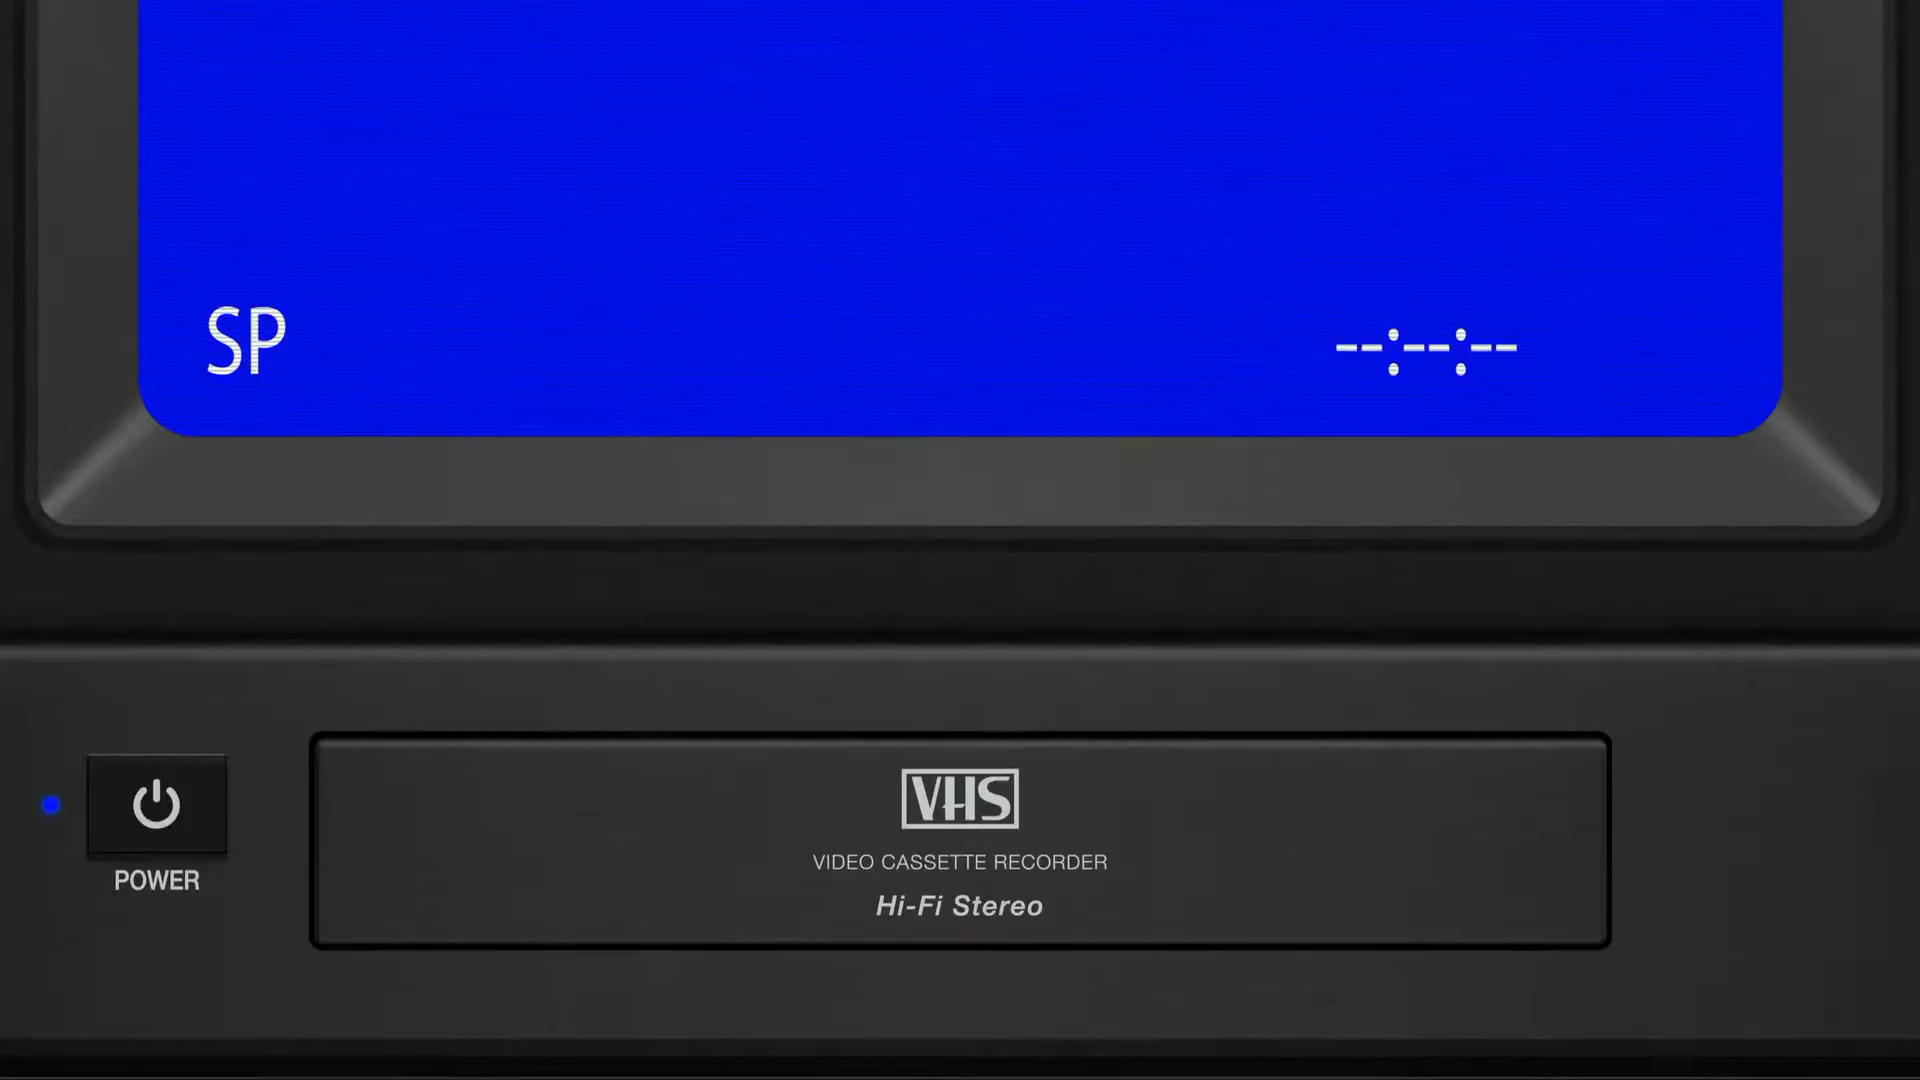 SP
--:--:--
POWER
VHS
VIDEO CASSETTE RECORDER
Hi-Fi Stereo